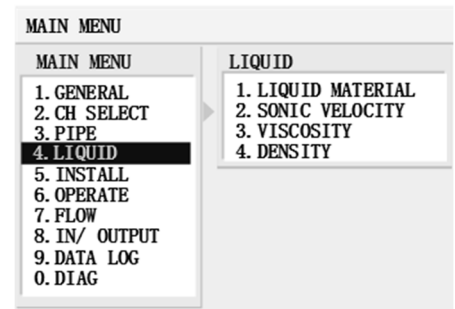 MAIN MENU
MAIN MENU
1. GENERAL
2. CH SELECT
3. PIPE
4. LIQUID
5. INSTALL
6. OPERATE
7. FLOW
8. IN/ OUTPUT
9. DATA LOG
0. DIAG
LIQUID
1. LIQUID MATERIAL
2. SONIC VELOCITY
3. VISCOSITY
4. DENSITY